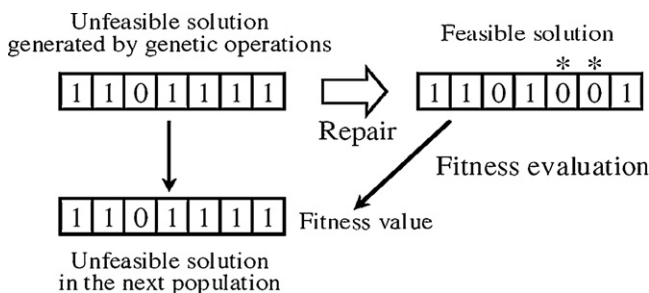 Unfeasible solution
generated by genetic operations
1 1 0 1 1 1 1
Repair
Feasible solution
* *
1 1 0 1 0 0 1
Fitness evaluation
1 1 0 1 1 1 1
Fitness value
Unfeasible solution
in the next population